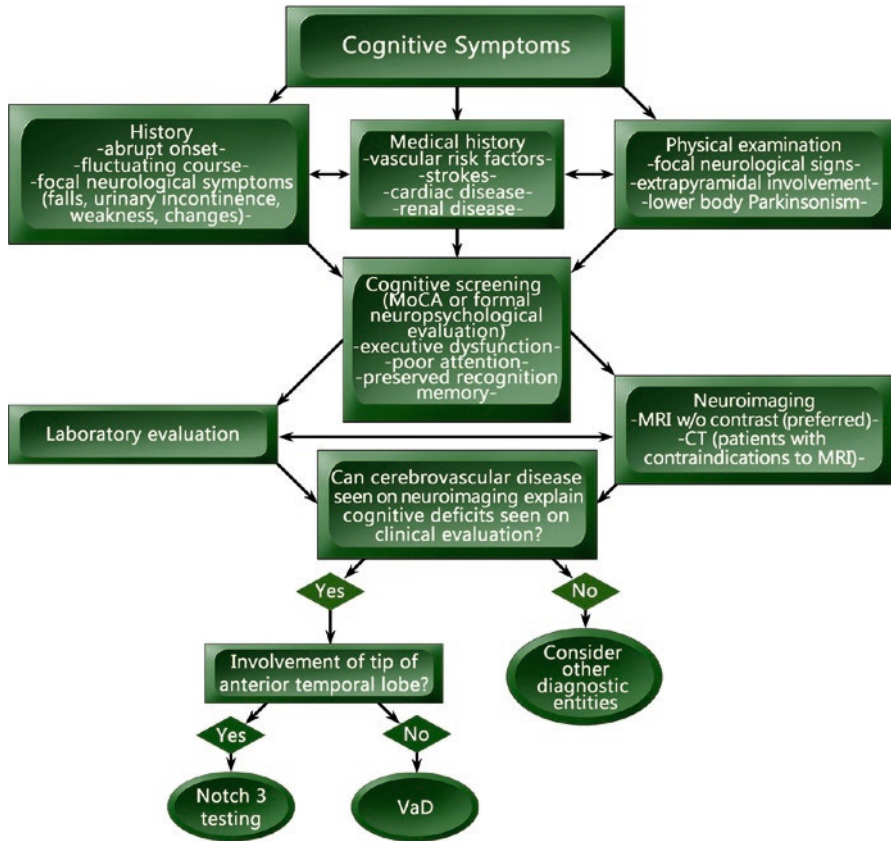 Cognitive Symptoms
History
-abrupt onset-
-fluctuating course-
-focal neurological symptoms
(falls, urinary incontinence,
weakness, changes)-
Medical history
-vascular risk factors-
-strokes-
-cardiac disease-
-renal disease-
Physical examination
-focal neurological signs-
-extrapyramidal involvement-
-lower body Parkinsonism-
Cognitive screening
(MoCA or formal
neuropsychological
evaluation)
-executive dysfunction-
-poor attention-
-preserved recognition
memory-
Laboratory evaluation
Neuroimaging
-MRI w/o contrast (preferred)-
-CT (patients with
contraindications to MRI)-
Can cerebrovascular disease
seen on neuroimaging explain
cognitive deficits seen on
clinical evaluation?
Yes
No
Involvement of tip of
anterior temporal lobe?
Consider
other
diagnostic
entities
Yes
No
Notch 3
testing
VaD